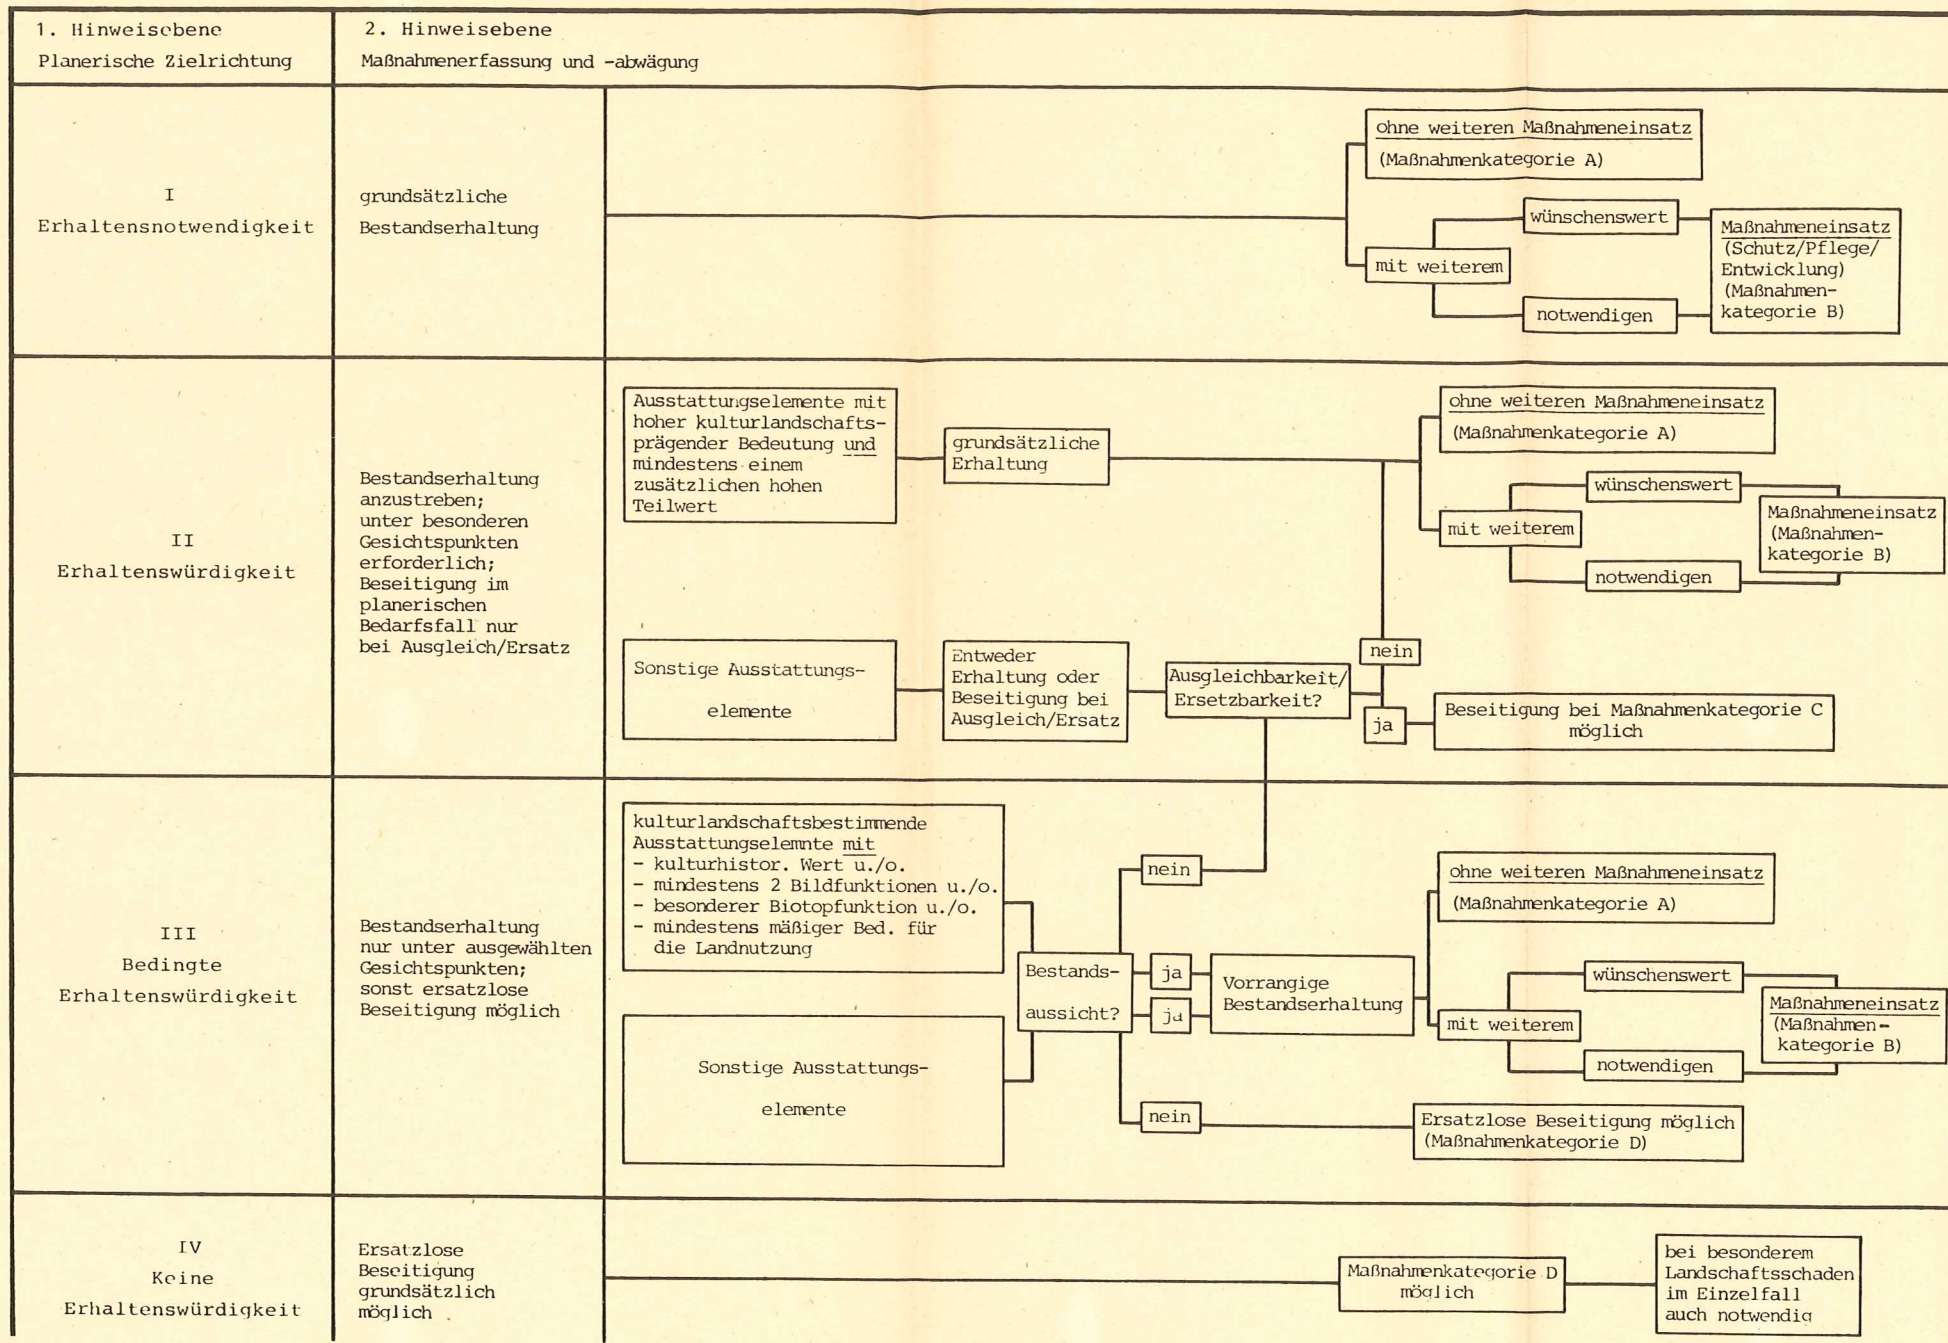 1. Hinweisebene
Planerische Zielrichtung
2. Hinweisebene
Maßnahmenerfassung und -abwägung
I
Erhaltensnotwendigkeit
grundsätzliche
Bestandserhaltung
ohne weiteren Maßnahmeneinsatz
(Maßnahmenkategorie A)
mit weiterem
wünschenswert
notwendigen
Maßnahmeneinsatz
(Schutz/Pflege/
Entwicklung)
(Maßnahmen-
kategorie B)
II
Erhaltenswürdigkeit
Bestandserhaltung
anzustreben;
unter besonderen
Gesichtspunkten
erforderlich;
Beseitigung im
planerischen
Bedarfsfall nur
bei Ausgleich/Ersatz
Ausstattungselemente mit
hoher kulturlandschafts-
prägender Bedeutung und
mindestens einem
zusätzlichen hohen
Teilwert
grundsätzliche
Erhaltung
ohne weiteren Maßnahmeneinsatz
(Maßnahmenkategorie A)
mit weiterem
wünschenswert
notwendigen
Maßnahmeneinsatz
(Maßnahmen-
kategorie B)
Sonstige Ausstattungs-
elemente
Entweder
Erhaltung oder
Beseitigung bei
Ausgleich/Ersatz
Ausgleichbarkeit/
Ersetzbarkeit?
nein
ja
Beseitigung bei Maßnahmenkategorie C
möglich
III
Bedingte
Erhaltenswürdigkeit
Bestandserhaltung
nur unter ausgewählten
Gesichtspunkten;
sonst ersatzlose
Beseitigung möglich
kulturlandschaftsbestimmende
Ausstattungselemnte mit
- kulturhistor. Wert u./o.
- mindestens 2 Bildfunktionen u./o.
- besonderer Biotopfunktion u./o.
- mindestens mäßiger Bed. für
die Landnutzung
Sonstige Ausstattungs-
elemente
Bestands-
aussicht?
nein
ja
ja
nein
Vorrangige
Bestandserhaltung
ohne weiteren Maßnahmeneinsatz
(Maßnahmenkategorie A)
mit weiterem
wünschenswert
notwendigen
Maßnahmeneinsatz
(Maßnahmen-
kategorie B)
Ersatzlose Beseitigung möglich
(Maßnahmenkategorie D)
IV
Keine
Erhaltenswürdigkeit
Ersatzlose
Beseitigung
grundsätzlich
möglich
Maßnahmenkategorie D
möglich
bei besonderem
Landschaftsschaden
im Einzelfall
auch notwendig